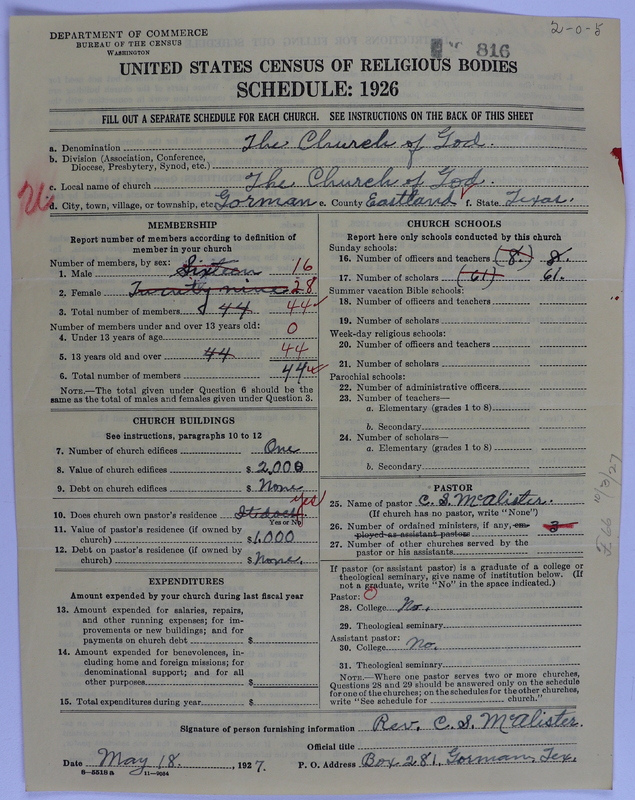 2-0-5
DEPARTMENT OF COMMERCE
BUREAU OF THE CENSUS
WASHINGTON
816
UNITED STATES CENSUS OF RELIGIOUS BODIES
SCHEDULE: 1926
FILL OUT A SEPARATE SCHEDULE FOR EACH CHURCH. SEE INSTRUCTIONS ON THE BACK OF THIS SHEET
a. Denomination The Church of God.
b. Division (Association, Conference, Diocese, Presbytery, Synod, etc.)
c. Local name of church The Church of God.
d. City, town, village, or township, etc. Gorman e. County Eastland f. State Texas.
MEMBERSHIP
Report number of members according to definition of member in your church
Number of members, by sex:
1. Male Sixteen 16
2. Female Twenty nine 28
3. Total number of members 44 44
Number of members under and over 13 years old:
4. Under 13 years of age 0
5. 13 years old and over 44 44
6. Total number of members 44
NOTE.—The total given under Question 6 should be the same as the total of males and females given under Question 3.
CHURCH BUILDINGS
See instructions, paragraphs 10 to 12
7. Number of church edifices One
8. Value of church edifices $ 2,000
9. Debt on church edifices $ None
10. Does church own pastor's residence It does yes
Yes or No
11. Value of pastor's residence (if owned by church) $ 1,000
12. Debt on pastor's residence (if owned by church) $ None.
EXPENDITURES
Amount expended by your church during last fiscal year
13. Amount expended for salaries, repairs, and other running expenses; for improvements or new buildings; and for payments on church debt $
14. Amount expended for benevolences, including home and foreign missions; for denominational support; and for all other purposes $
15. Total expenditures during year $
CHURCH SCHOOLS
Report here only schools conducted by this church
Sunday schools:
16. Number of officers and teachers (8.) 8.
17. Number of scholars (61) 61.
Summer vacation Bible schools:
18. Number of officers and teachers
19. Number of scholars
Week-day religious schools:
20. Number of officers and teachers
21. Number of scholars
Parochial schools:
22. Number of administrative officers
23. Number of teachers—
a. Elementary (grades 1 to 8)
b. Secondary
24. Number of scholars—
a. Elementary (grades 1 to 8)
b. Secondary
PASTOR
25. Name of pastor C. S. McAlister.
(If church has no pastor, write "None")
26. Number of ordained ministers, if any, employed as assistant pastors 3
27. Number of other churches served by the pastor or his assistants
If pastor (or assistant pastor) is a graduate of a college or theological seminary, give name of institution below. (If not a graduate, write "No" in the space indicated.)
Pastor:
28. College No.
29. Theological seminary
Assistant pastor:
30. College No.
31. Theological seminary
NOTE.—Where one pastor serves two or more churches, Questions 28 and 29 should be answered only on the schedule for one of the churches; on the schedules for the other churches, write "See schedule for church."
10/3/27
Signature of person furnishing information Rev. C. S. McAlister.
Official title
Date May 18. , 1927. P. O. Address Box 281, Gorman, Tex.
8—5518a 11—9034